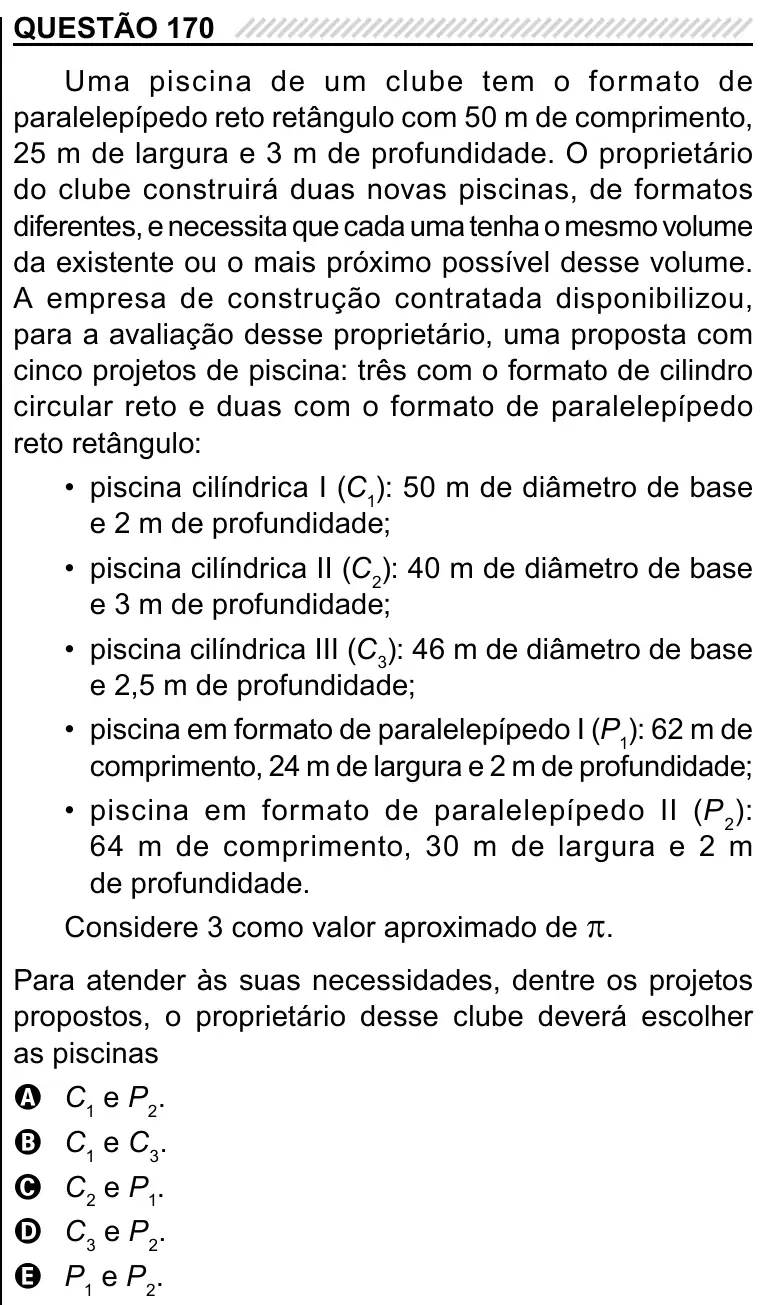 QUESTÃO 170
Uma piscina de um clube tem o formato de
paralelepípedo reto retângulo com 50 m de comprimento,
25 m de largura e 3 m de profundidade. O proprietário
do clube construirá duas novas piscinas, de formatos
diferentes, e necessita que cada uma tenha o mesmo volume
da existente ou o mais próximo possível desse volume.
A empresa de construção contratada disponibilizou,
para a avaliação desse proprietário, uma proposta com
cinco projetos de piscina: três com o formato de cilindro
circular reto e duas com o formato de paralelepípedo
reto retângulo:
• piscina cilíndrica I (C₁): 50 m de diâmetro de base
e 2 m de profundidade;
• piscina cilíndrica II (C₂): 40 m de diâmetro de base
e 3 m de profundidade;
• piscina cilíndrica III (C₃): 46 m de diâmetro de base
e 2,5 m de profundidade;
• piscina em formato de paralelepípedo I (P₁): 62 m de
comprimento, 24 m de largura e 2 m de profundidade;
• piscina em formato de paralelepípedo II (P₂):
64 m de comprimento, 30 m de largura e 2 m
de profundidade.
Considere 3 como valor aproximado de π.
Para atender às suas necessidades, dentre os projetos
propostos, o proprietário desse clube deverá escolher
as piscinas
A C₁ e P₂.
B C₁ e C₃.
C C₂ e P₁.
D C₃ e P₂.
E P₁ e P₂.